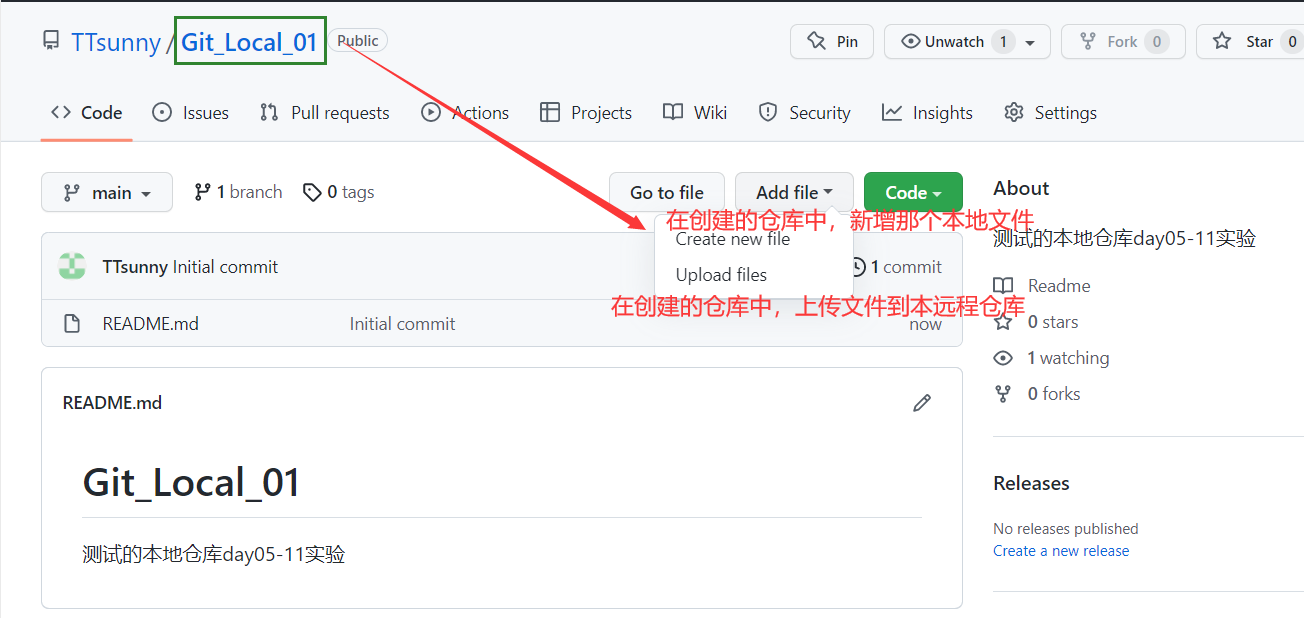 TTsunny / Git_Local_01 Public
Pin
Unwatch 1
Fork 0
Star 0
Code
Issues
Pull requests
Actions
Projects
Wiki
Security
Insights
Settings
main
1 branch
0 tags
Go to file
Add file
Code
在创建的仓库中，新增那个本地文件
Create new file
Upload files
在创建的仓库中，上传文件到本远程仓库
TTsunny Initial commit
1 commit
README.md
Initial commit
now
README.md
Git_Local_01
测试的本地仓库day05-11实验
About
测试的本地仓库day05-11实验
Readme
0 stars
1 watching
0 forks
Releases
No releases published
Create a new release